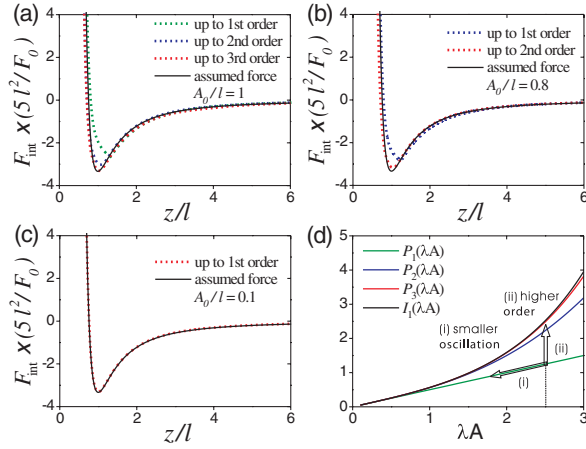 (a)
up to 1st order
up to 2nd order
up to 3rd order
assumed force
A₀/l = 1
F_int x (5 l²/F₀)
4
2
0
-2
-4
0
2
4
6
z/l
(b)
up to 1st order
up to 2nd order
assumed force
A₀/l = 0.8
F_int x (5 l²/F₀)
4
2
0
-2
-4
0
2
4
6
z/l
(c)
up to 1st order
assumed force
A₀/l = 0.1
F_int x (5 l²/F₀)
4
2
0
-2
-4
0
2
4
6
z/l
(d)
P₁(λA)
P₂(λA)
P₃(λA)
I₁(λA)
(ii) higher
order
(i) smaller
oscillation
(ii)
(i)
5
4
3
2
1
0
0
1
2
3
λA